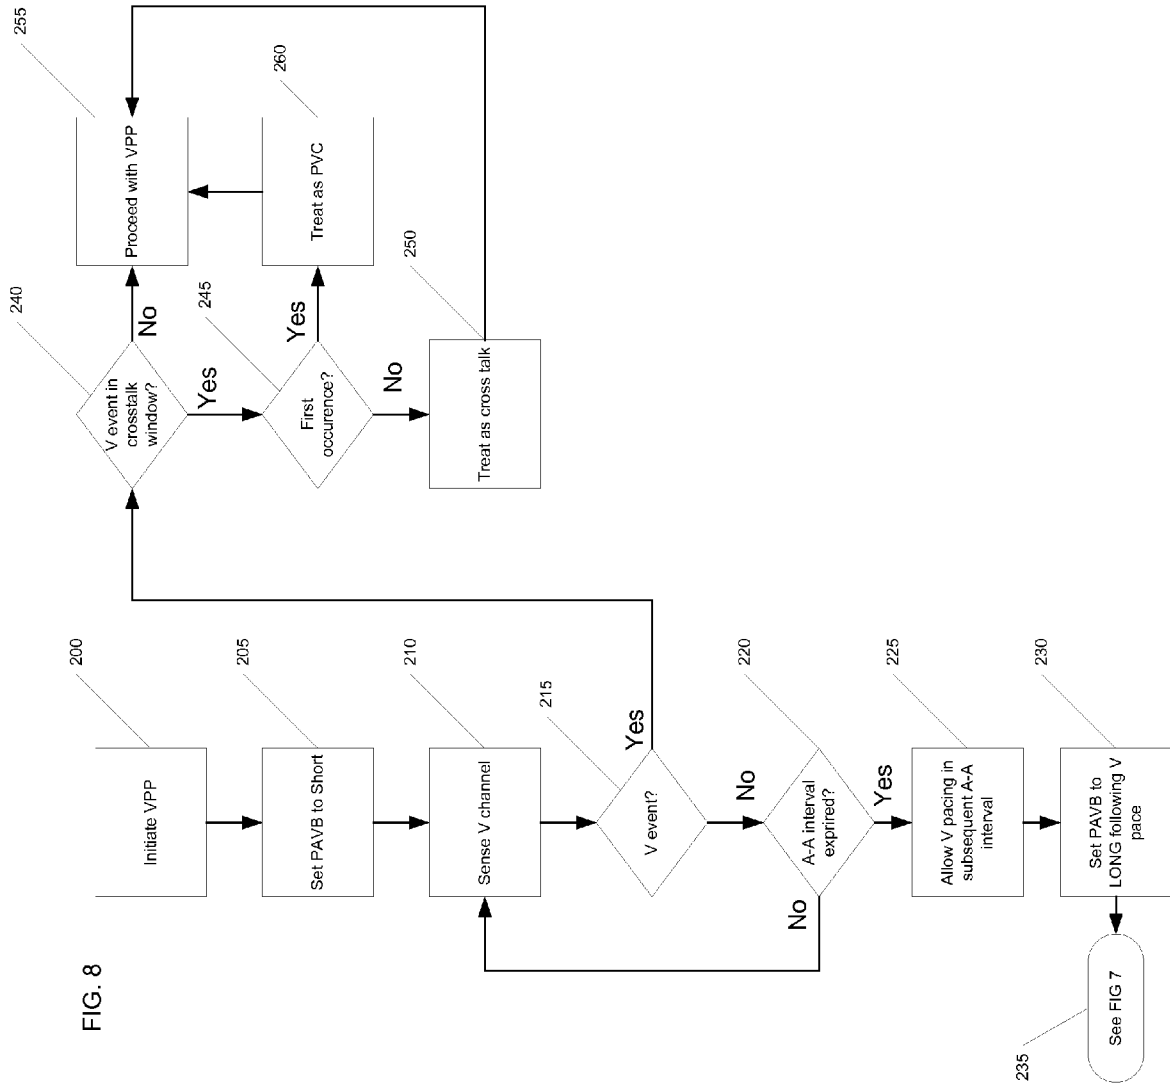 FIG. 8
200
Initiate VPP
205
Set PAVB to Short
210
Sense V channel
215
V event?
Yes
No
220
A-A interval
exprired?
No
Yes
225
Allow V pacing in
subsequent A-A
interval
230
Set PAVB to
LONG following V
pace
235
See FIG 7
240
V event in
crosstalk
window?
No
Yes
245
First
occurence?
Yes
No
250
Treat as cross talk
255
Proceed with VPP
260
Treat as PVC